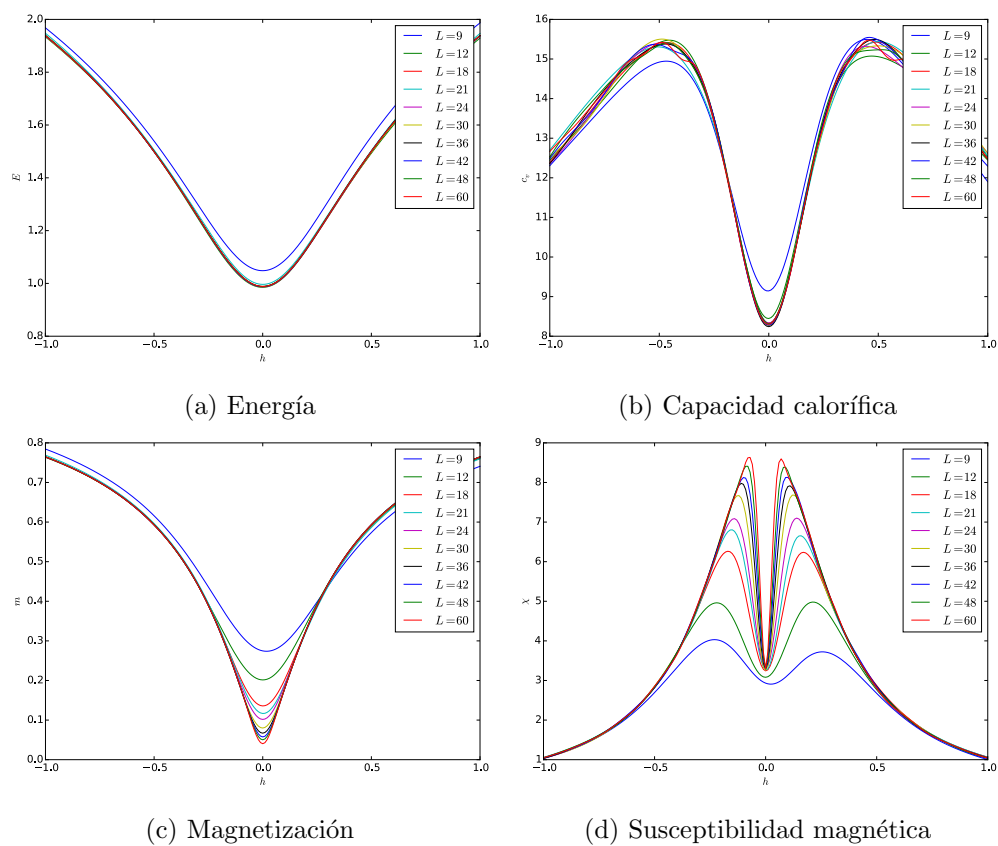 2.0
1.8
1.6
1.4
1.2
1.0
0.8
E
−1.0 −0.5 0.0 0.5 1.0
h
L=9
L=12
L=18
L=21
L=24
L=30
L=36
L=42
L=48
L=60
16
15
14
13
12
11
10
9
8
c_v
−1.0 −0.5 0.0 0.5 1.0
h
L=9
L=12
L=18
L=21
L=24
L=30
L=36
L=42
L=48
L=60
(a) Energía
(b) Capacidad calorífica
0.8
0.7
0.6
0.5
0.4
0.3
0.2
0.1
0.0
m
−1.0 −0.5 0.0 0.5 1.0
h
L=9
L=12
L=18
L=21
L=24
L=30
L=36
L=42
L=48
L=60
9
8
7
6
5
4
3
2
1
χ
−1.0 −0.5 0.0 0.5 1.0
h
L=9
L=12
L=18
L=21
L=24
L=30
L=36
L=42
L=48
L=60
(c) Magnetización
(d) Susceptibilidad magnética